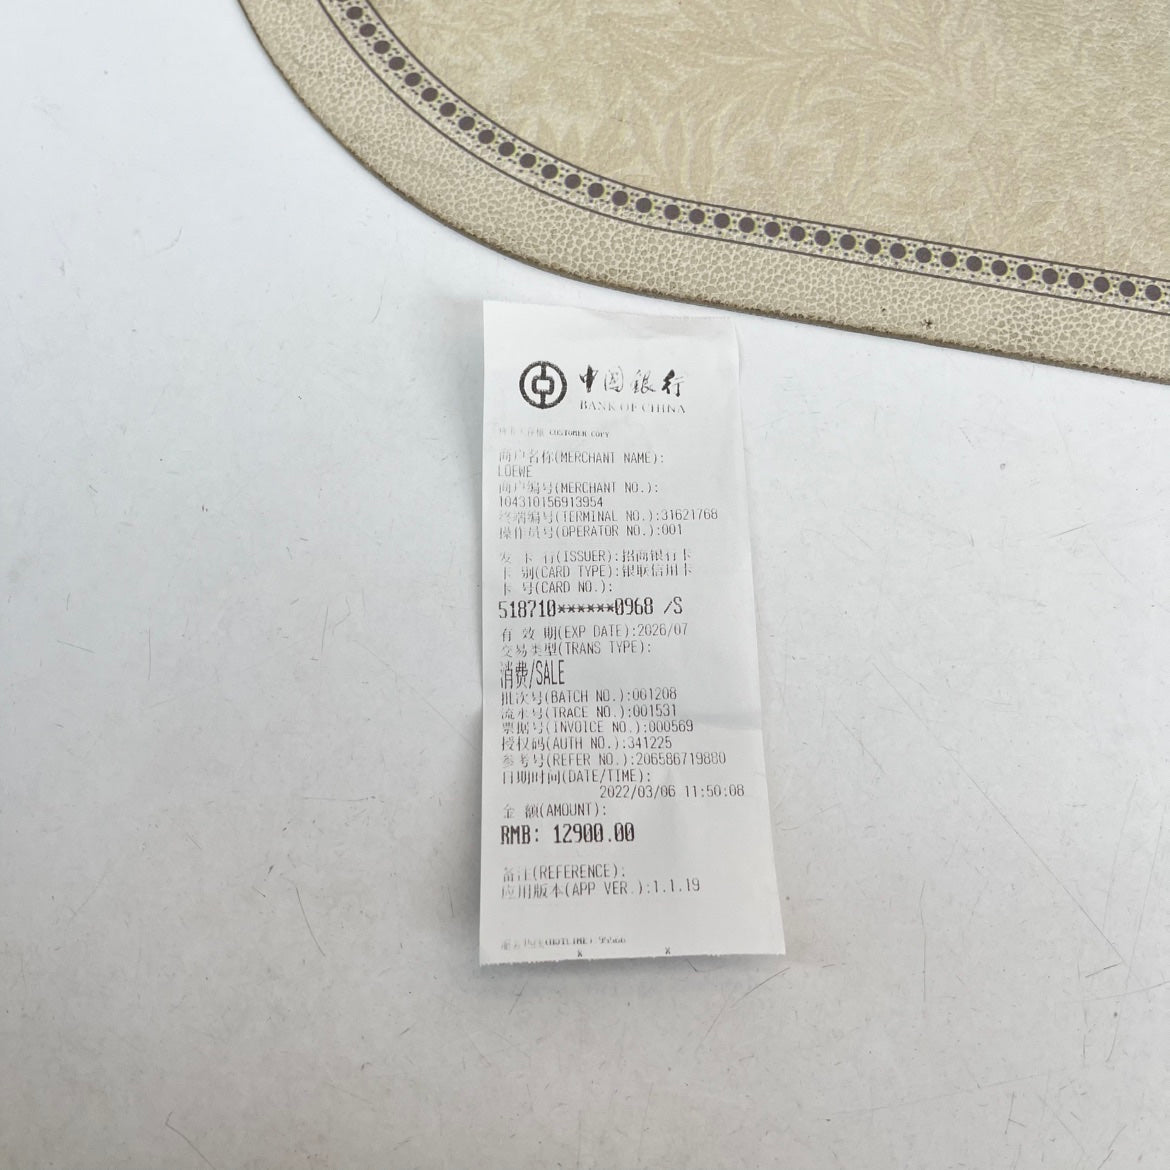 中国銀行
BANK OF CHINA
CUSTOMER COPY
商户名称(MERCHANT NAME):
LOEWE
商户编号(MERCHANT NO.):
104310156913954
终端编号(TERMINAL NO.):31621768
操作员号(OPERATOR NO.):001
发 卡 行(ISSUER):招商银行卡
卡 别(CARD TYPE):银联信用卡
卡 号(CARD NO.):
518710******0968 /S
有 效 期(EXP DATE):2026/07
交易类型(TRANS TYPE):
消费/SALE
批次号(BATCH NO.):001208
流水号(TRACE NO.):001531
票据号(INVOICE NO.):000569
授权码(AUTH NO.):341225
参考号(REFER NO.):206586719880
日期时间(DATE/TIME):
2022/03/06 11:50:08
金 额(AMOUNT):
RMB: 12900.00
备注(REFERENCE):
应用版本(APP VER.):1.1.19